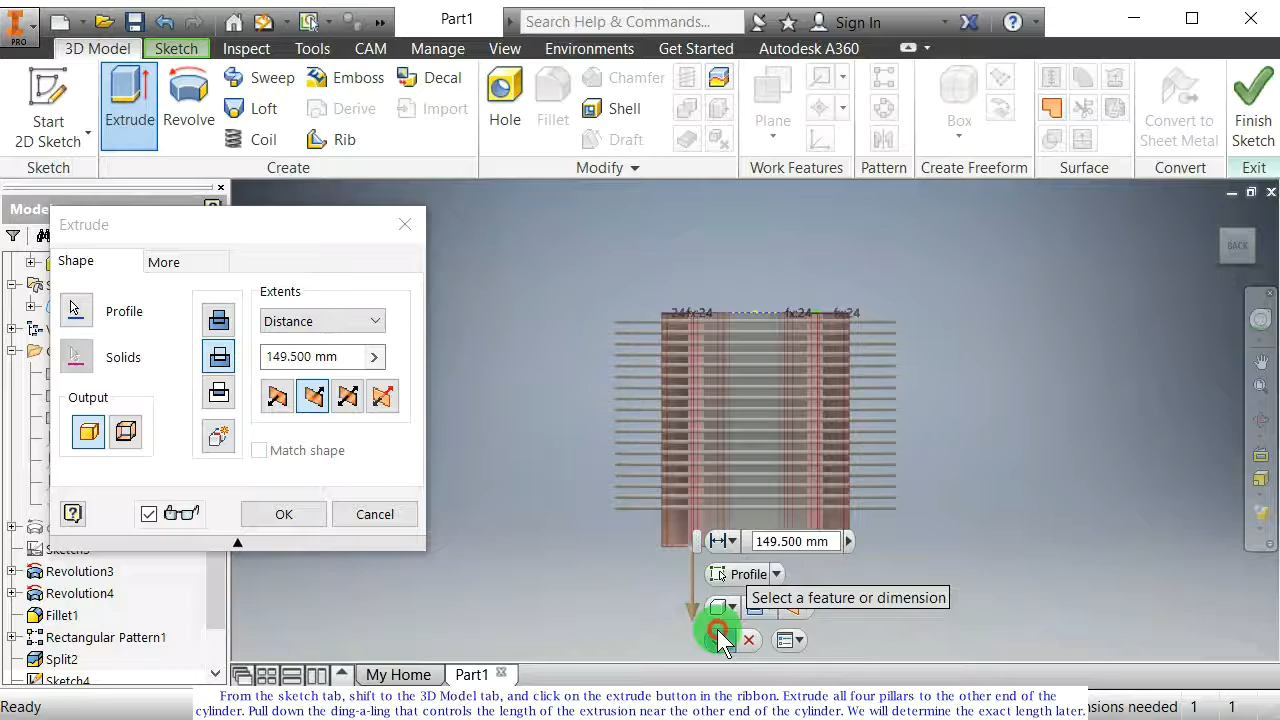 Part1
Search Help & Commands...
Sign In
PRO
3D Model
Sketch
Inspect
Tools
CAM
Manage
View
Environments
Get Started
Autodesk A360
Start
2D Sketch
Extrude
Revolve
Sweep
Loft
Coil
Emboss
Derive
Rib
Decal
Import
Hole
Fillet
Chamfer
Shell
Draft
Plane
Box
Convert to
Sheet Metal
Finish
Sketch
Sketch
Create
Modify
Work Features
Pattern
Create Freeform
Surface
Convert
Exit
Mode
Extrude
Shape
More
Profile
Solids
Output
Extents
Distance
149.500 mm
Match shape
OK
Cancel
BACK
149.500 mm
Profile
Select a feature or dimension
Revolution3
Revolution4
Fillet1
Rectangular Pattern1
Split2
Sketch4
My Home
Part1
Ready
nsions needed
1
1
From the sketch tab, shift to the 3D Model tab, and click on the extrude button in the ribbon. Extrude all four pillars to the other end of the
cylinder. Pull down the ding-a-ling that controls the length of the extrusion near the other end of the cylinder. We will determine the exact length later.